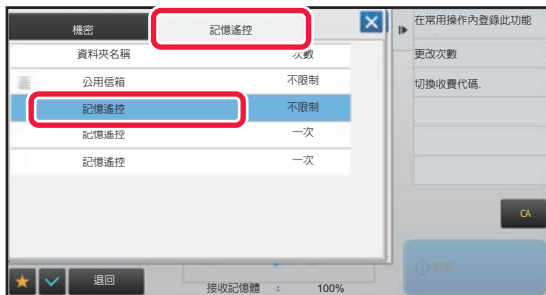 機密
記憶遙控
資料夾名稱
次數
公用信箱
不限制
記憶遙控
不限制
記憶遙控
一次
記憶遙控
一次
退回
接收記憶體 : 100%
在常用操作內登錄此功能
更改次數
切換收費代碼.
CA